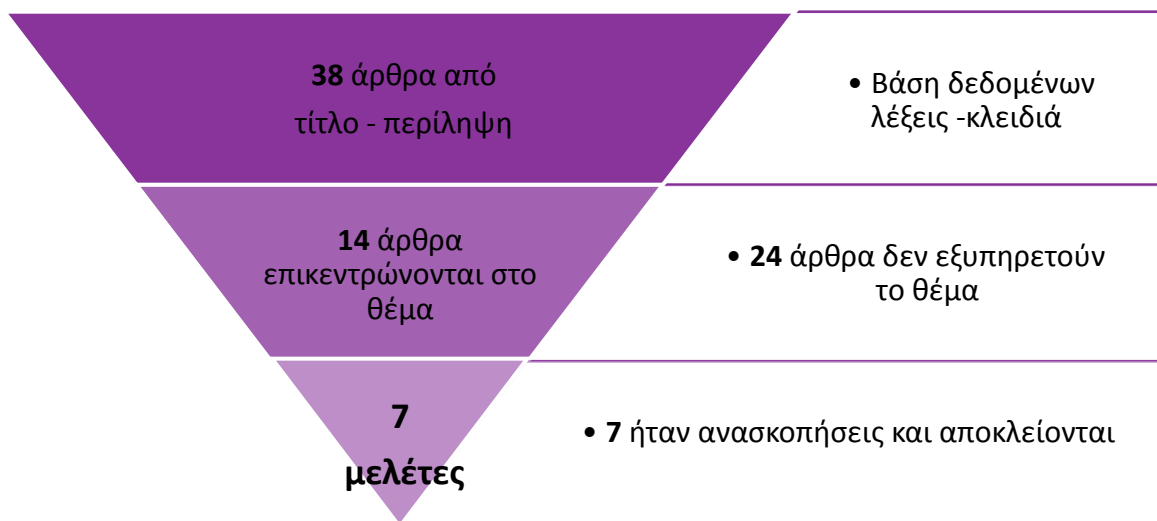 38 άρθρα από
τίτλο - περίληψη
• Βάση δεδομένων
λέξεις -κλειδιά
14 άρθρα
επικεντρώνονται στο
θέμα
• 24 άρθρα δεν εξυπηρετούν
το θέμα
7
μελέτες
• 7 ήταν ανασκοπήσεις και αποκλείονται